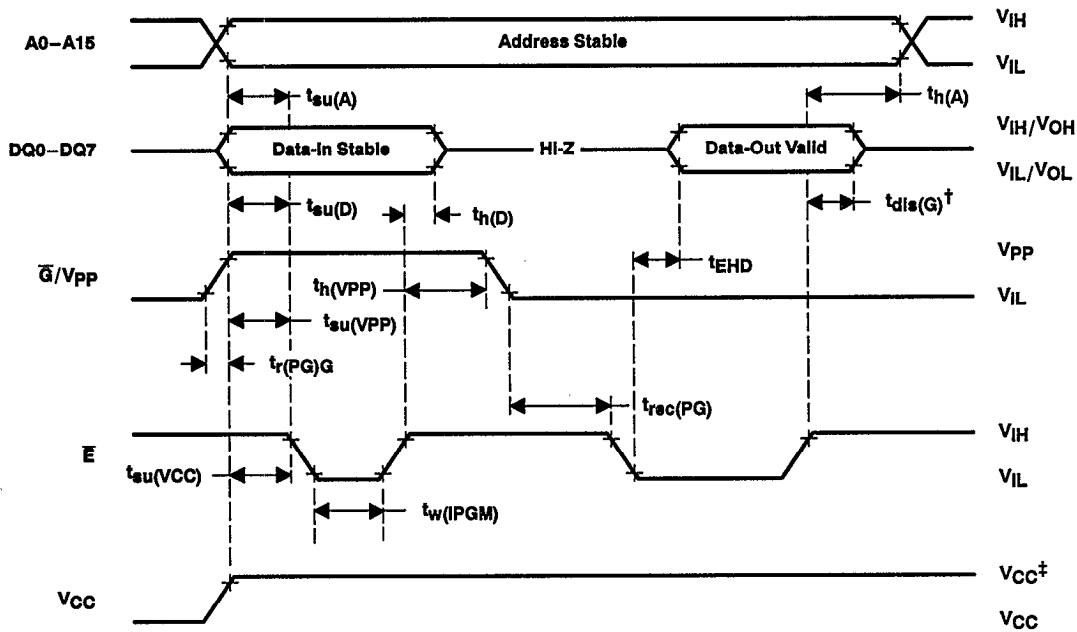 A0–A15 Address Stable VIH
VIL
tsu(A) th(A)
DQ0–DQ7 Data-In Stable HI-Z Data-Out Valid VIH/VOH
VIL/VOL
tsu(D) th(D) tdis(G)†
G̅/VPP VPP
tEHD
th(VPP) VIL
tsu(VPP)
tr(PG)G
trec(PG)
E̅ VIH
tsu(VCC) VIL
tw(IPGM)
VCC VCC‡
VCC